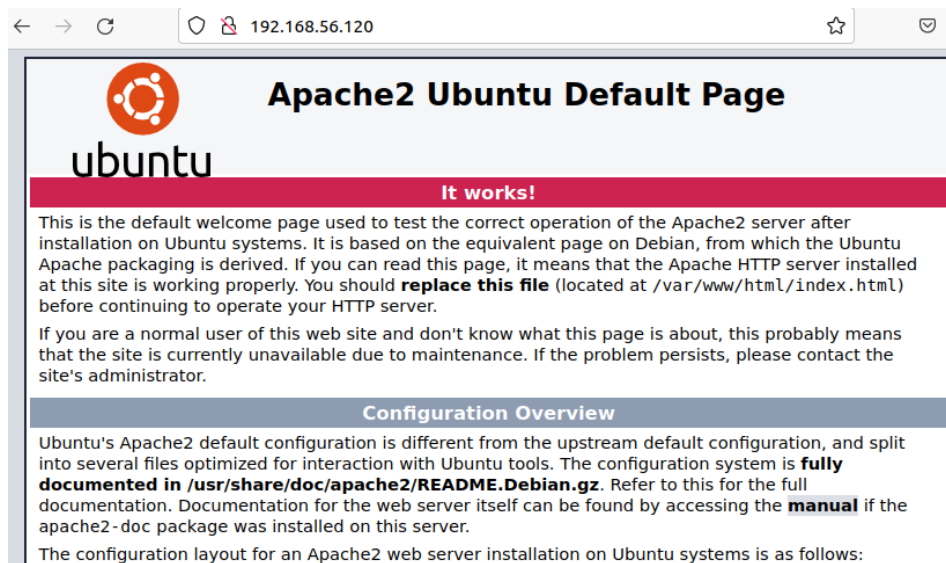 192.168.56.120
Apache2 Ubuntu Default Page
ubuntu
It works!
This is the default welcome page used to test the correct operation of the Apache2 server after
installation on Ubuntu systems. It is based on the equivalent page on Debian, from which the Ubuntu
Apache packaging is derived. If you can read this page, it means that the Apache HTTP server installed
at this site is working properly. You should replace this file (located at /var/www/html/index.html)
before continuing to operate your HTTP server.
If you are a normal user of this web site and don't know what this page is about, this probably means
that the site is currently unavailable due to maintenance. If the problem persists, please contact the
site's administrator.
Configuration Overview
Ubuntu's Apache2 default configuration is different from the upstream default configuration, and split
into several files optimized for interaction with Ubuntu tools. The configuration system is fully
documented in /usr/share/doc/apache2/README.Debian.gz. Refer to this for the full
documentation. Documentation for the web server itself can be found by accessing the manual if the
apache2-doc package was installed on this server.
The configuration layout for an Apache2 web server installation on Ubuntu systems is as follows: